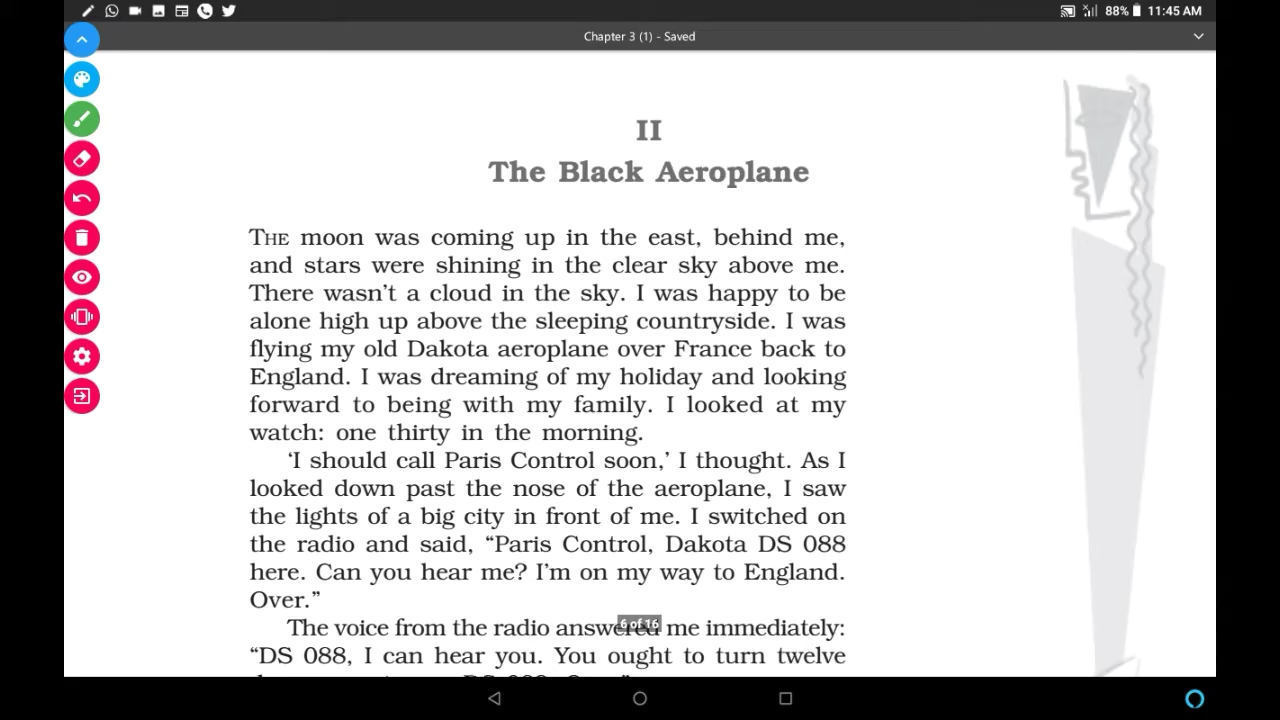 88% 11:45 AM
Chapter 3 (1) - Saved
II
The Black Aeroplane
THE moon was coming up in the east, behind me,
and stars were shining in the clear sky above me.
There wasn't a cloud in the sky. I was happy to be
alone high up above the sleeping countryside. I was
flying my old Dakota aeroplane over France back to
England. I was dreaming of my holiday and looking
forward to being with my family. I looked at my
watch: one thirty in the morning.
‘I should call Paris Control soon,’ I thought. As I
looked down past the nose of the aeroplane, I saw
the lights of a big city in front of me. I switched on
the radio and said, “Paris Control, Dakota DS 088
here. Can you hear me? I'm on my way to England.
Over.”
The voice from the radio answered me immediately:
6 of 16
“DS 088, I can hear you. You ought to turn twelve